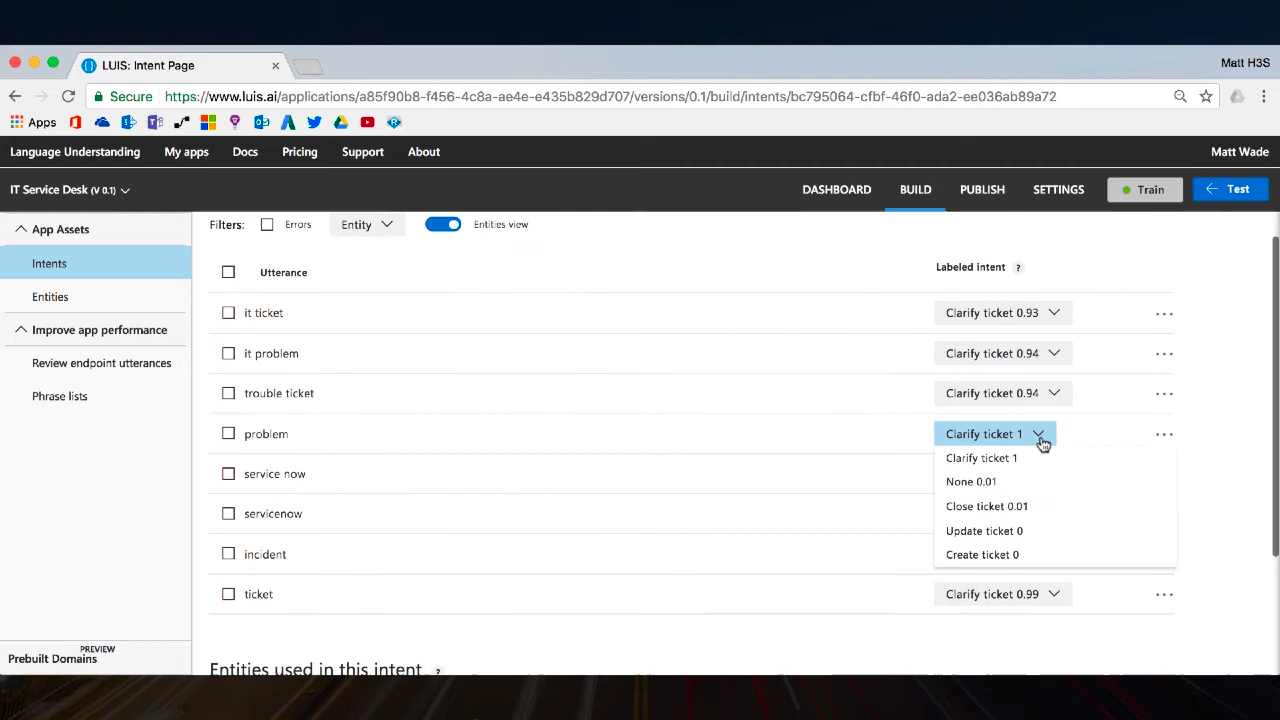 LUIS: Intent Page
Matt H3S
Secure https://www.luis.ai/applications/a85f90b8-f456-4c8a-ae4e-e435b829d707/versions/0.1/build/intents/bc795064-cfbf-46f0-ada2-ee036ab89a72
Apps
Language Understanding My apps Docs Pricing Support About Matt Wade
IT Service Desk (V 0.1) DASHBOARD BUILD PUBLISH SETTINGS Train Test
App Assets
Intents
Entities
Improve app performance
Review endpoint utterances
Phrase lists
PREVIEW
Prebuilt Domains
Filters: Errors Entity Entities view
Utterance Labeled intent ?
it ticket Clarify ticket 0.93
it problem Clarify ticket 0.94
trouble ticket Clarify ticket 0.94
problem Clarify ticket 1
Clarify ticket 1
service now
None 0.01
Close ticket 0.01
servicenow
Update ticket 0
incident
Create ticket 0
ticket Clarify ticket 0.99
Entities used in this intent ?